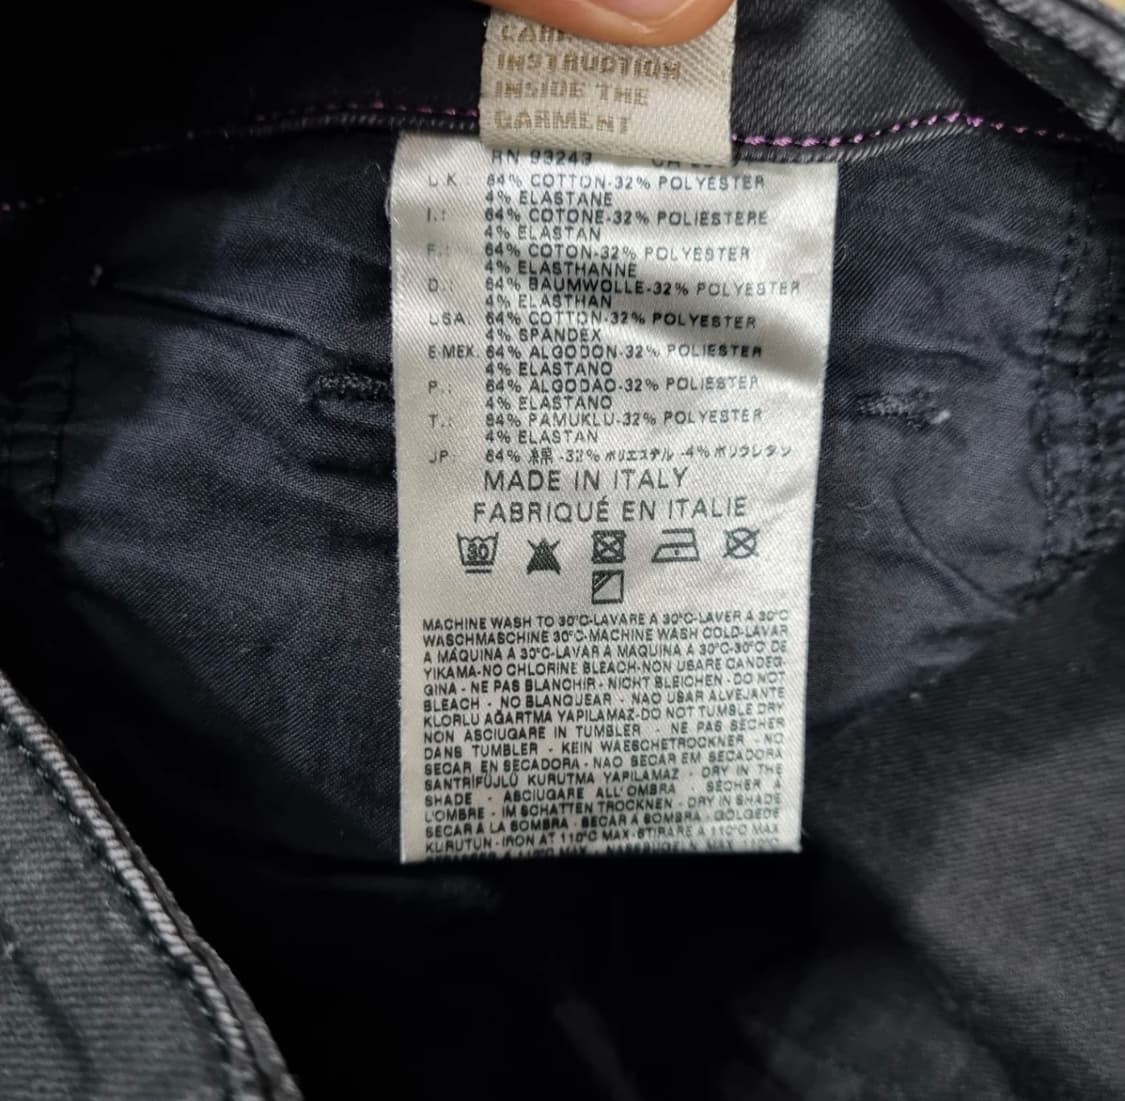 INSTRUCTION
INSIDE THE
GARMENT
RN 93243
U.K.: 64% COTTON-32% POLYESTER
4% ELASTANE
I.: 64% COTONE-32% POLIESTERE
4% ELASTAN
F.: 64% COTON-32% POLYESTER
4% ELASTHANNE
D.: 64% BAUMWOLLE-32% POLYESTER
4% ELASTHAN
USA: 64% COTTON-32% POLYESTER
4% SPANDEX
E-MEX. 64% ALGODON-32% POLIESTER
4% ELASTANO
P.: 64% ALGODAO-32% POLIESTER
4% ELASTANO
T.: 64% PAMUKLU-32% POLYESTER
4% ELASTAN
JP: 64% 綿 -32% ポリエステル -4% ポリウレタン
MADE IN ITALY
FABRIQUÉ EN ITALIE
30
MACHINE WASH TO 30°C-LAVARE A 30°C-LAVER À 30°C
WASCHMASCHINE 30°C-MACHINE WASH COLD-LAVAR
A MÁQUINA A 30°C-LAVAR A MAQUINA A 30°C-30°C DE
YIKAMA-NO CHLORINE BLEACH-NON USARE CANDEG-
GINA - NE PAS BLANCHIR - NICHT BLEICHEN - DO NOT
BLEACH - NO BLANQUEAR - NAO USAR ALVEJANTE
KLORLU AĞARTMA YAPILAMAZ-DO NOT TUMBLE DRY
NON ASCIUGARE IN TUMBLER - NE PAS SÉCHER
DANS TUMBLER - KEIN WAESCHETROCKNER - NO
SECAR EN SECADORA - NAO SECAR EM SECADORA
SANTRİFÜJLÜ KURUTMA YAPILAMAZ - DRY IN THE
SHADE - ASCIUGARE ALL'OMBRA - SÉCHER À
L'OMBRE - IM SCHATTEN TROCKNEN - DRY IN SHADE
SECAR A LA SOMBRA - SECAR A SOMBRA - GÖLGEDE
KURUTUN - IRON AT 110°C MAX-STIRARE A 110°C MAX